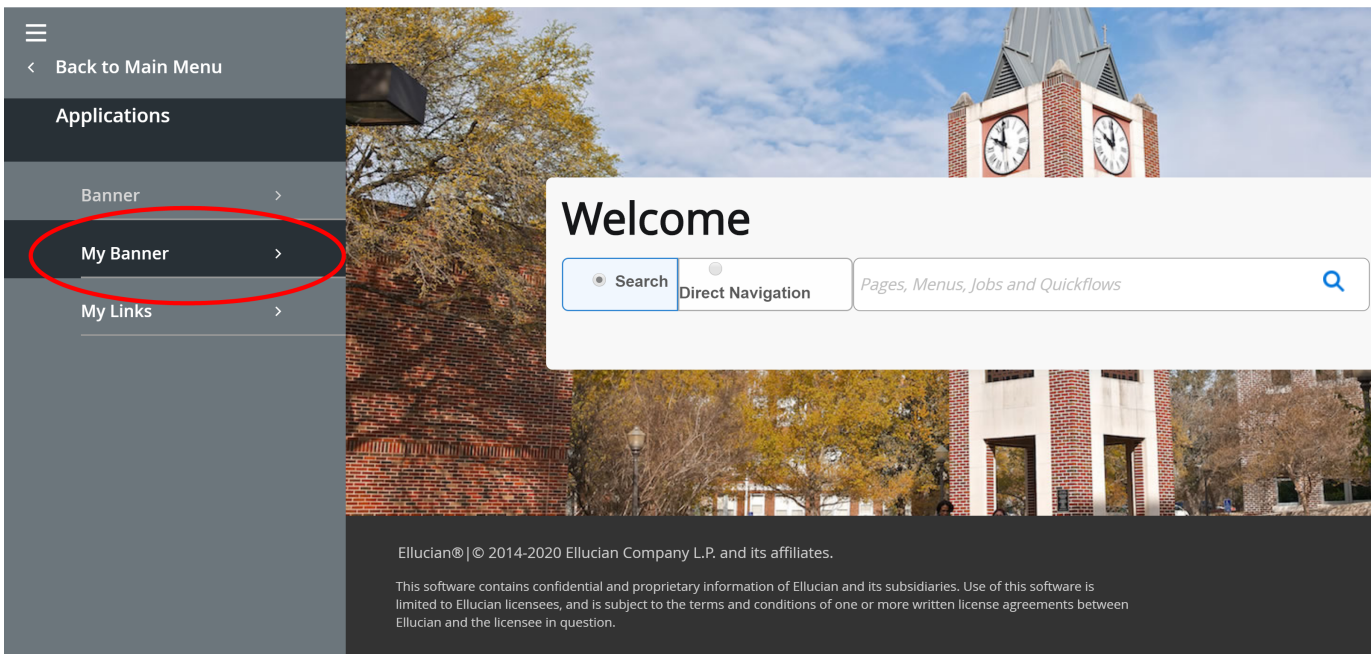 Back to Main Menu
Applications
Banner
My Banner
My Links
Welcome
Search
Direct Navigation
Pages, Menus, Jobs and Quickflows
Ellucian®|© 2014-2020 Ellucian Company L.P. and its affiliates.
This software contains confidential and proprietary information of Ellucian and its subsidiaries. Use of this software is
limited to Ellucian licensees, and is subject to the terms and conditions of one or more written license agreements between
Ellucian and the licensee in question.